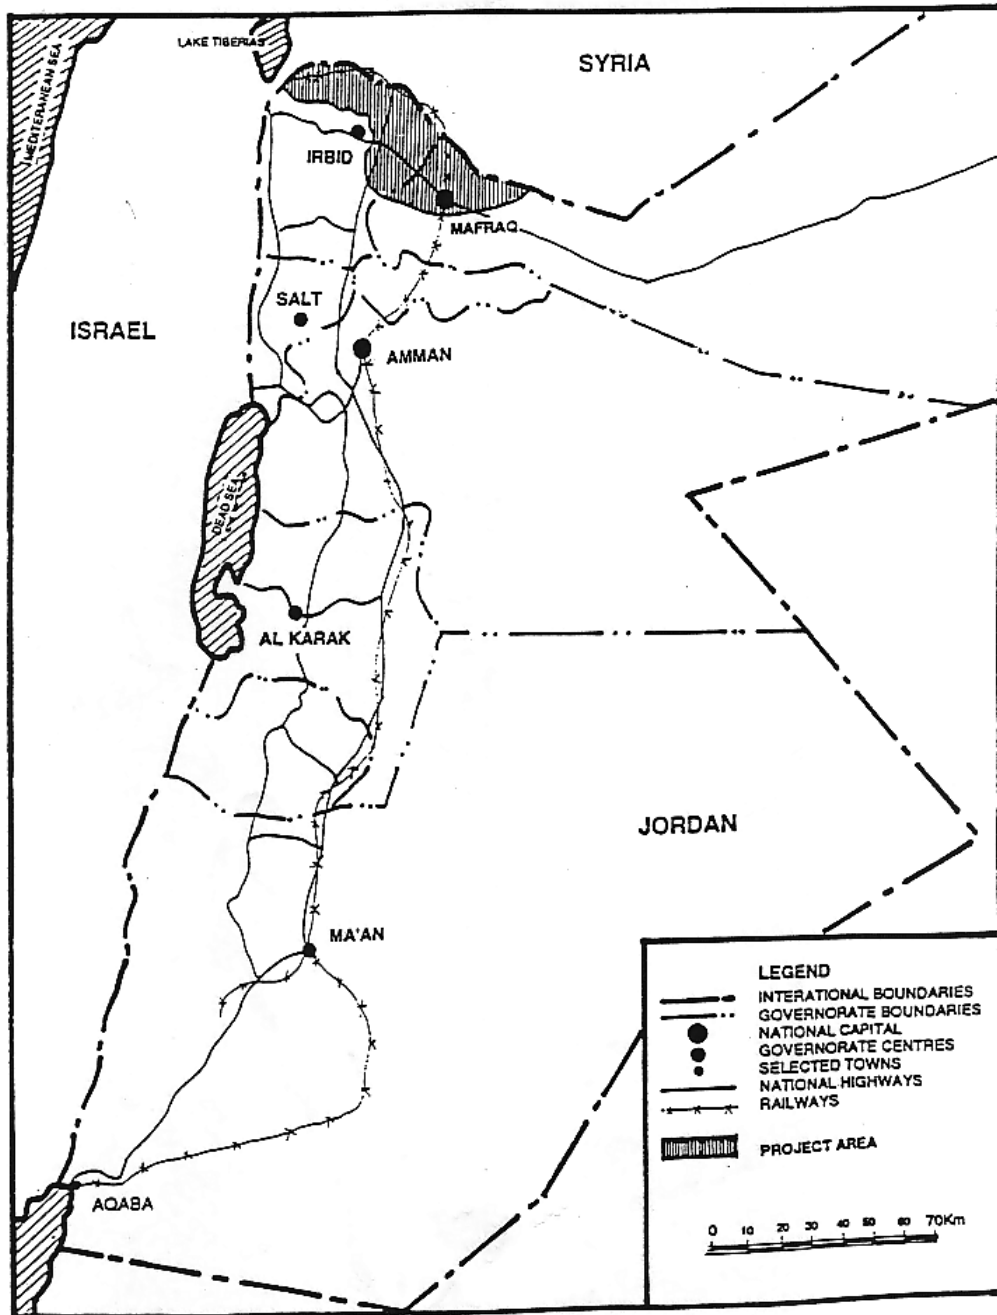 LAKE TIBERIAS
SYRIA
MEDITERANEAN SEA
IRBID
MAFRAQ
SALT
ISRAEL
AMMAN
DEAD SEA
AL KARAK
JORDAN
MA'AN
LEGEND
INTERATIONAL BOUNDARIES
GOVERNORATE BOUNDARIES
NATIONAL CAPITAL
GOVERNORATE CENTRES
SELECTED TOWNS
NATIONAL HIGHWAYS
RAILWAYS
PROJECT AREA
AQABA
0 10 20 30 40 50 60 70Km